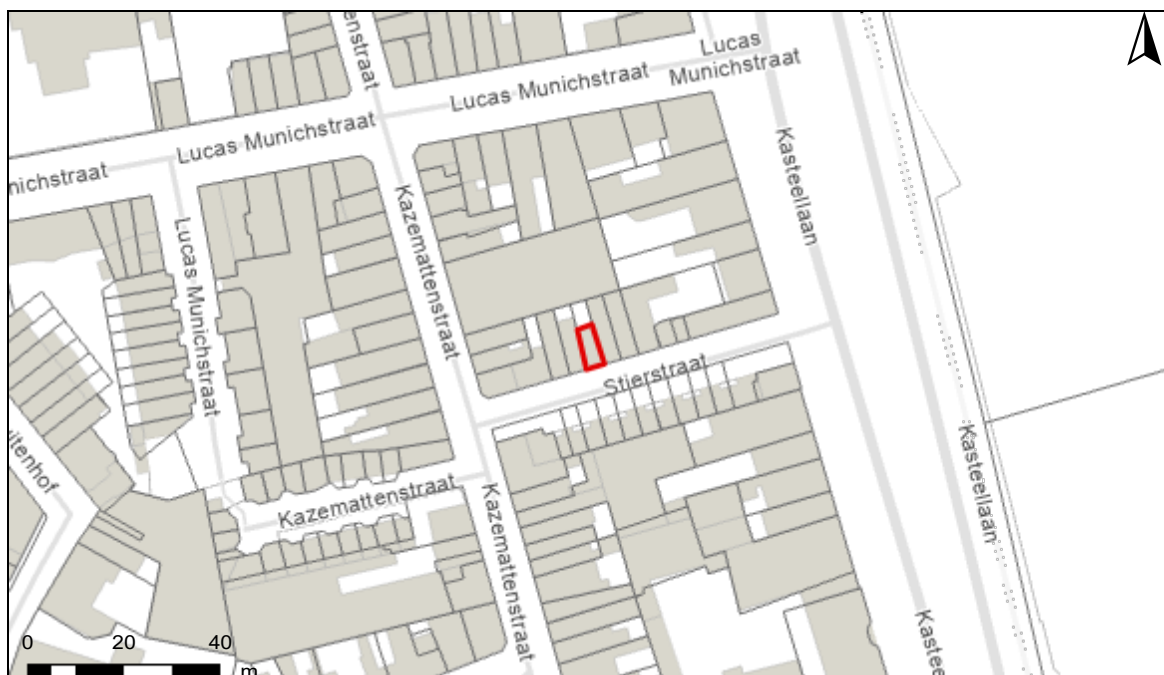 enstraat
Lucas
Munichstraat
Lucas Munichstraat
Lucas Munichstraat
nichstraat
Kasteellaan
Kazemattenstraat
Lucas Munichstraat
Stierstraat
Kasteellaan
itenhof
Kazemattenstraat
Kazemattenstraat
Kastee
0 20 40
m